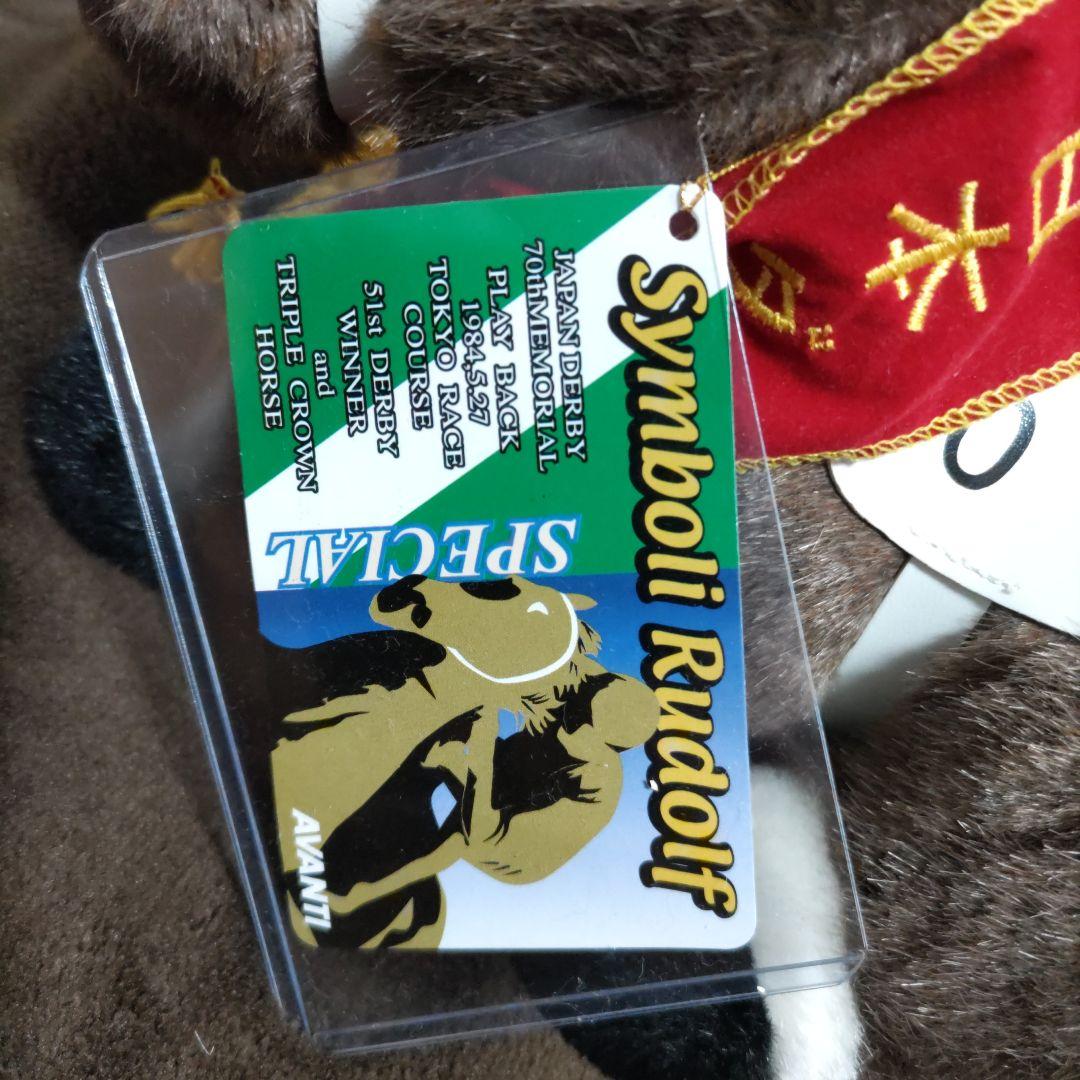 Symboli Rudolf
JAPAN DERBY
70thMEMORIAL
PLAY BACK
1984.5.27
TOKYO RACE
COURSE
51st DERBY
WINNER
and
TRIPLE CROWN
HORSE
SPECIAL
AVANTI